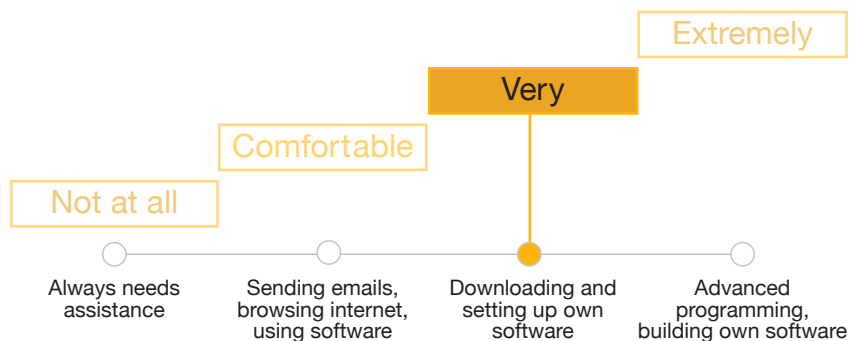 Extremely
Very
Comfortable
Not at all
Always needs
assistance
Sending emails,
browsing internet,
using software
Downloading and
setting up own
software
Advanced
programming,
building own software